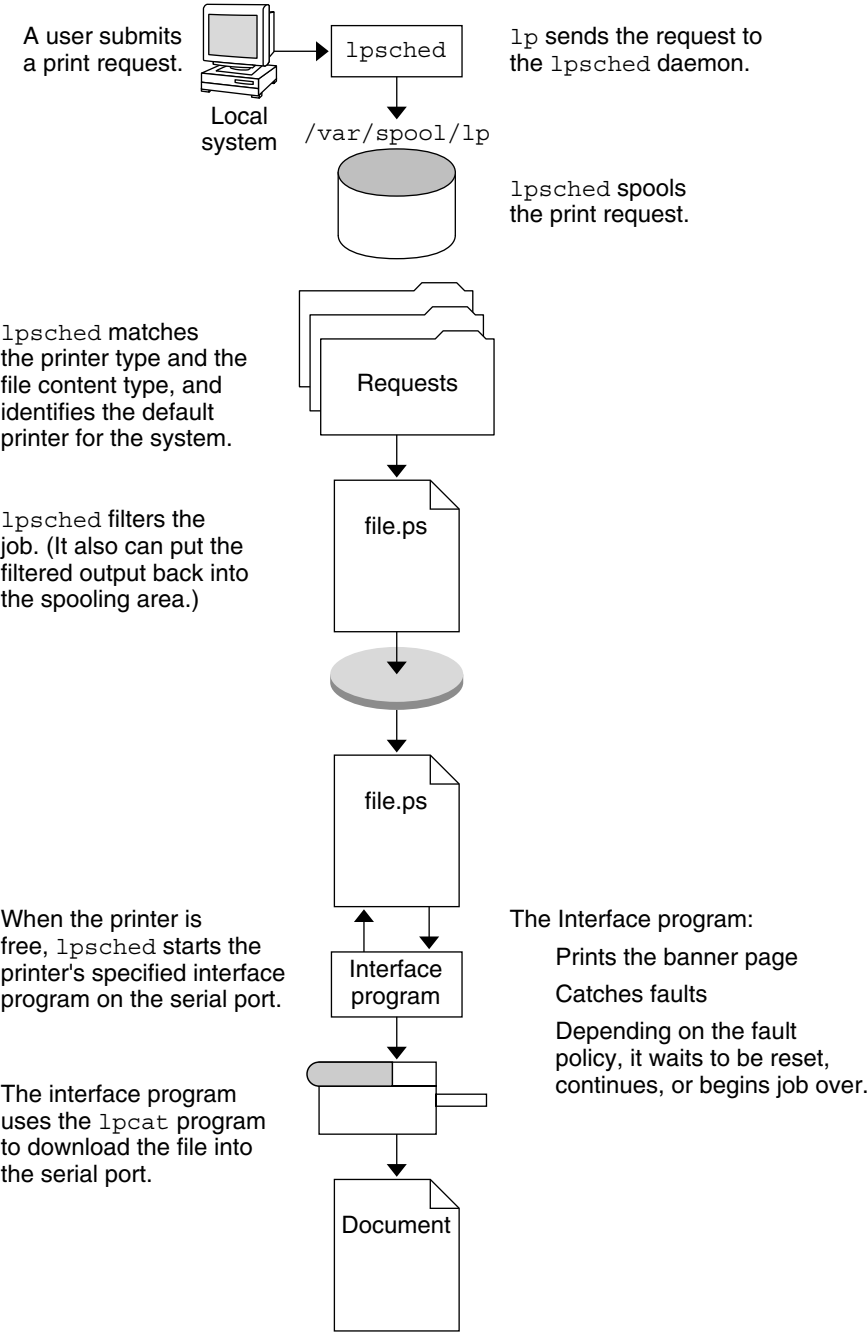 A user submits
a print request.
Local
system
lpsched
lp sends the request to
the lpsched daemon.
/var/spool/lp
lpsched spools
the print request.
lpsched matches
the printer type and the
file content type, and
identifies the default
printer for the system.
Requests
lpsched filters the
job. (It also can put the
filtered output back into
the spooling area.)
file.ps
file.ps
When the printer is
free, lpsched starts the
printer's specified interface
program on the serial port.
Interface
program
The Interface program:
Prints the banner page
Catches faults
Depending on the fault
policy, it waits to be reset,
continues, or begins job over.
The interface program
uses the lpcat program
to download the file into
the serial port.
Document